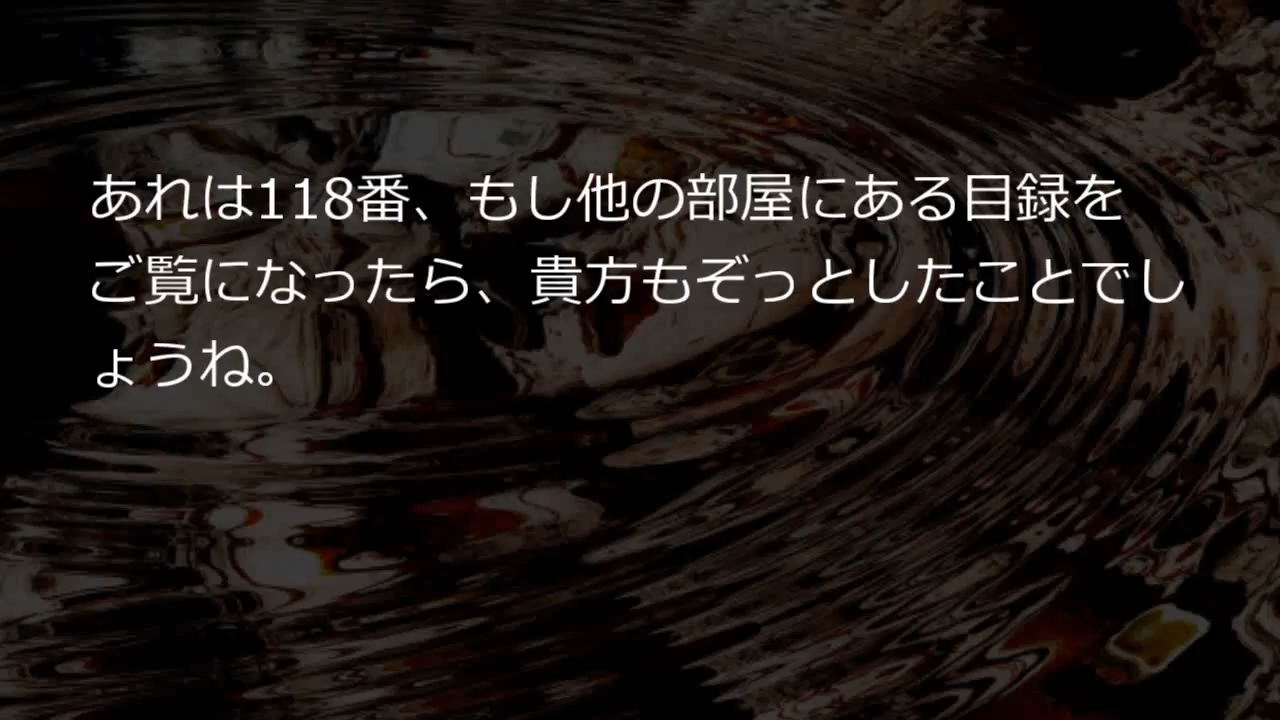 あれは118番、もし他の部屋にある目録を
ご覧になったら、貴方もぞっとしたことでし
ょうね。